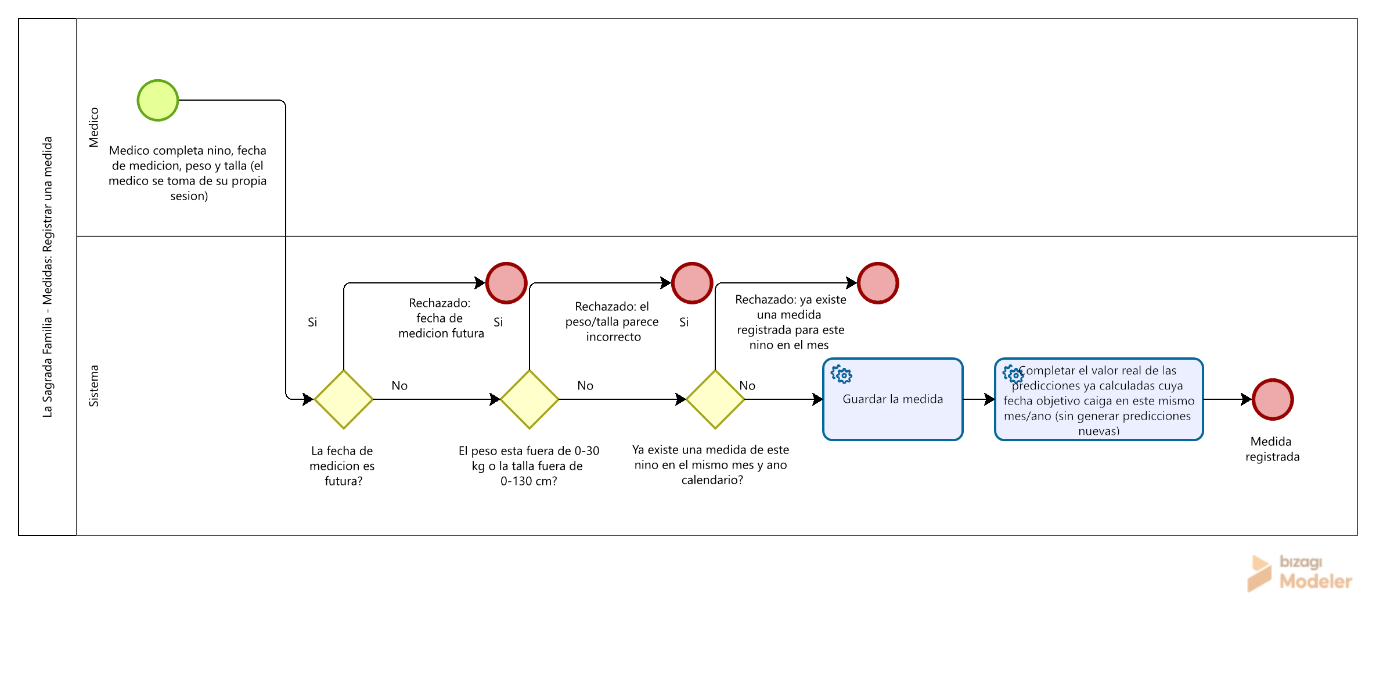 La Sagrada Familia - Medidas: Registrar una medida
Medico
Medico completa nino, fecha
de medicion, peso y talla (el
medico se toma de su propia
sesion)
Sistema
Si
Rechazado:
fecha de
medicion futura
Si
Rechazado: el
peso/talla parece
incorrecto
Si
Rechazado: ya existe
una medida
registrada para este
nino en el mes
No
No
No
La fecha de
medicion es
futura?
El peso esta fuera de 0-30
kg o la talla fuera de
0-130 cm?
Ya existe una medida de este
nino en el mismo mes y ano
calendario?
Guardar la medida
Completar el valor real de las
predicciones ya calculadas cuya
fecha objetivo caiga en este mismo
mes/ano (sin generar predicciones
nuevas)
Medida
registrada
bizagi
Modeler